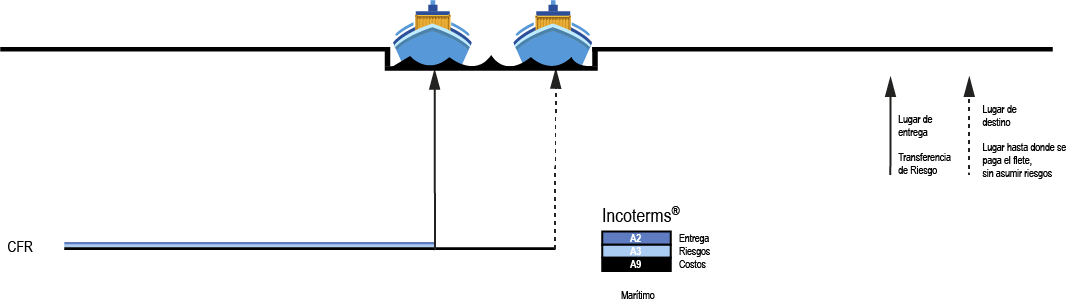 Lugar de
entrega
Transferencia
de Riesgo
Lugar de
destino
Lugar hasta donde se
paga el flete,
sin asumir riesgos
CFR
Incoterms®
A2 Entrega
A3 Riesgos
A9 Costos
Marítimo